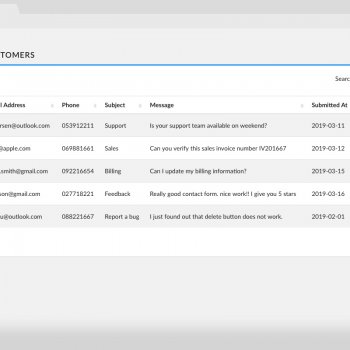 TOMERS
Searc
l Address Phone Subject Message Submitted At
rsen@outlook.com 053912211 Support Is your support team available on weekend? 2019-03-11
@apple.com 069881661 Sales Can you verify this sales invoice number IV201667 2019-03-12
.smith@gmail.com 092216654 Billing Can I update my billing information? 2019-03-15
son@gmail.com 027718221 Feedback Really good contact form. nice work!! I give you 5 stars 2019-03-16
u@outlook.com 088221667 Report a bug I just found out that delete button does not work. 2019-02-01